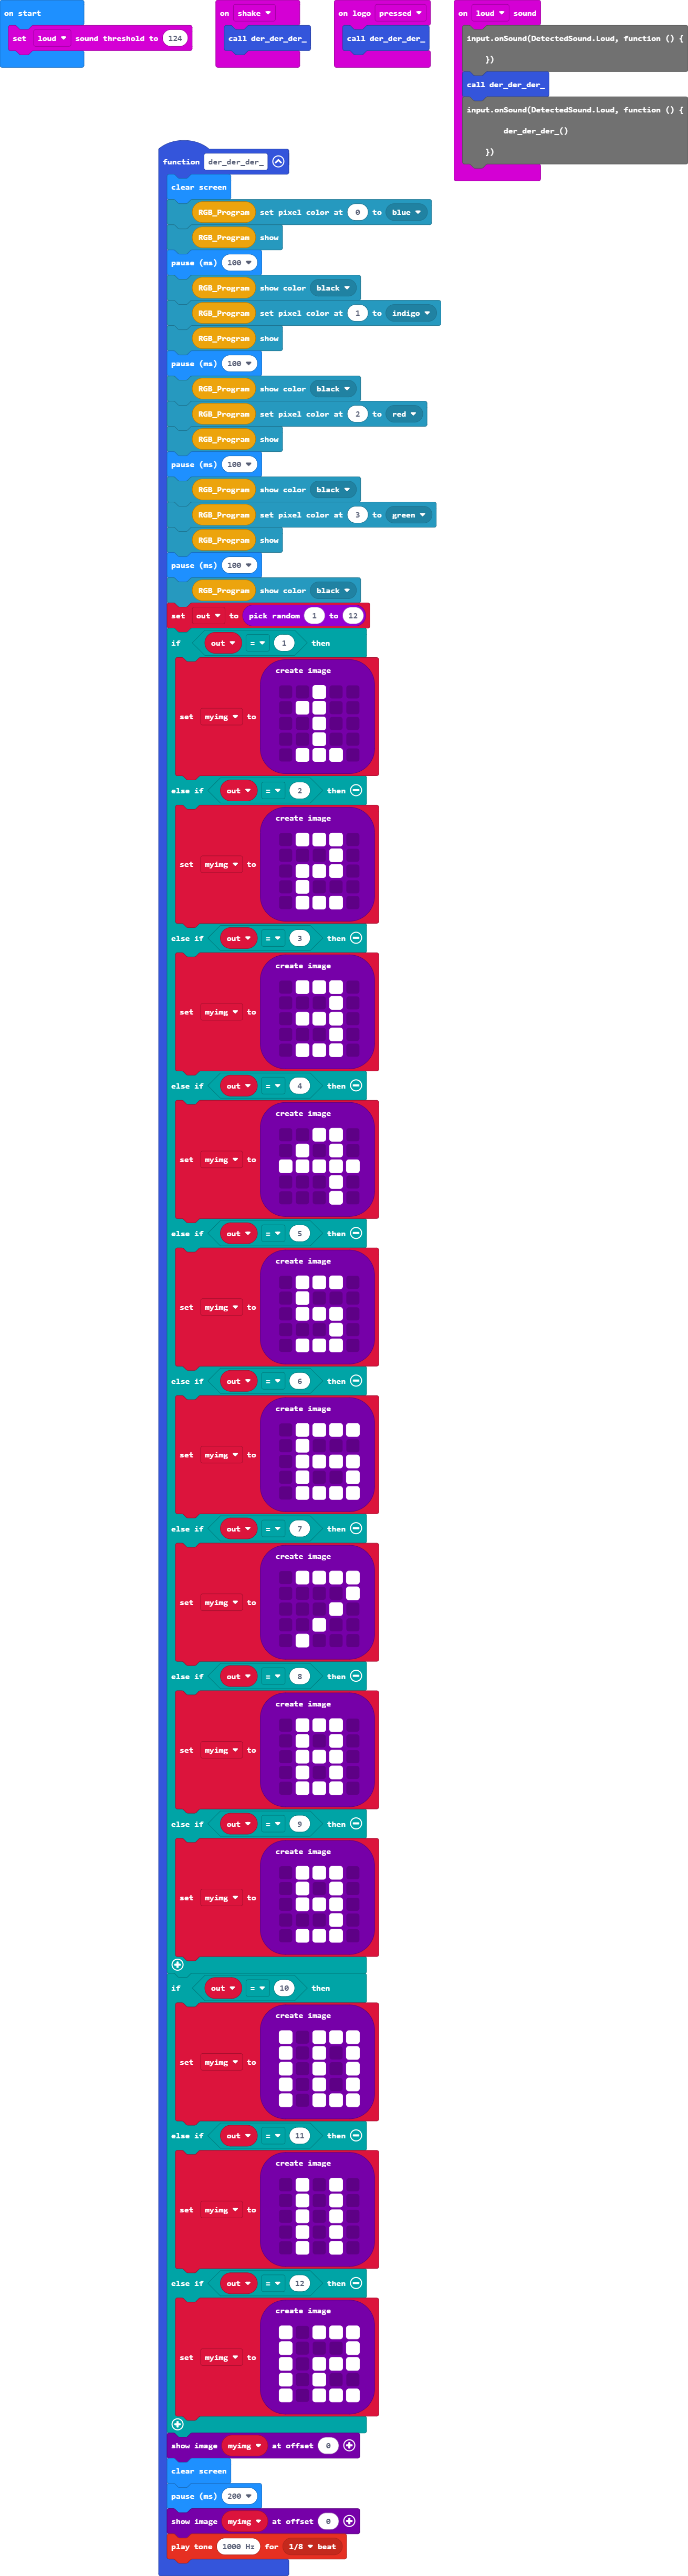 on start
set loud sound threshold to 124
on shake
call der_der_der_
on logo pressed
call der_der_der_
on loud sound
input.onSound(DetectedSound.Loud, function () {
})
call der_der_der_
input.onSound(DetectedSound.Loud, function () {
der_der_der_()
})
function der_der_der_
clear screen
RGB_Program set pixel color at 0 to blue
RGB_Program show
pause (ms) 100
RGB_Program show color black
RGB_Program set pixel color at 1 to indigo
RGB_Program show
pause (ms) 100
RGB_Program show color black
RGB_Program set pixel color at 2 to red
RGB_Program show
pause (ms) 100
RGB_Program show color black
RGB_Program set pixel color at 3 to green
RGB_Program show
pause (ms) 100
RGB_Program show color black
set out to pick random 1 to 12
if out = 1 then
create image
set myimg to
else if out = 2 then
create image
set myimg to
else if out = 3 then
create image
set myimg to
else if out = 4 then
create image
set myimg to
else if out = 5 then
create image
set myimg to
else if out = 6 then
create image
set myimg to
else if out = 7 then
create image
set myimg to
else if out = 8 then
create image
set myimg to
else if out = 9 then
create image
set myimg to
if out = 10 then
create image
set myimg to
else if out = 11 then
create image
set myimg to
else if out = 12 then
create image
set myimg to
show image myimg at offset 0
clear screen
pause (ms) 200
show image myimg at offset 0
play tone 1000 Hz for 1/8 beat